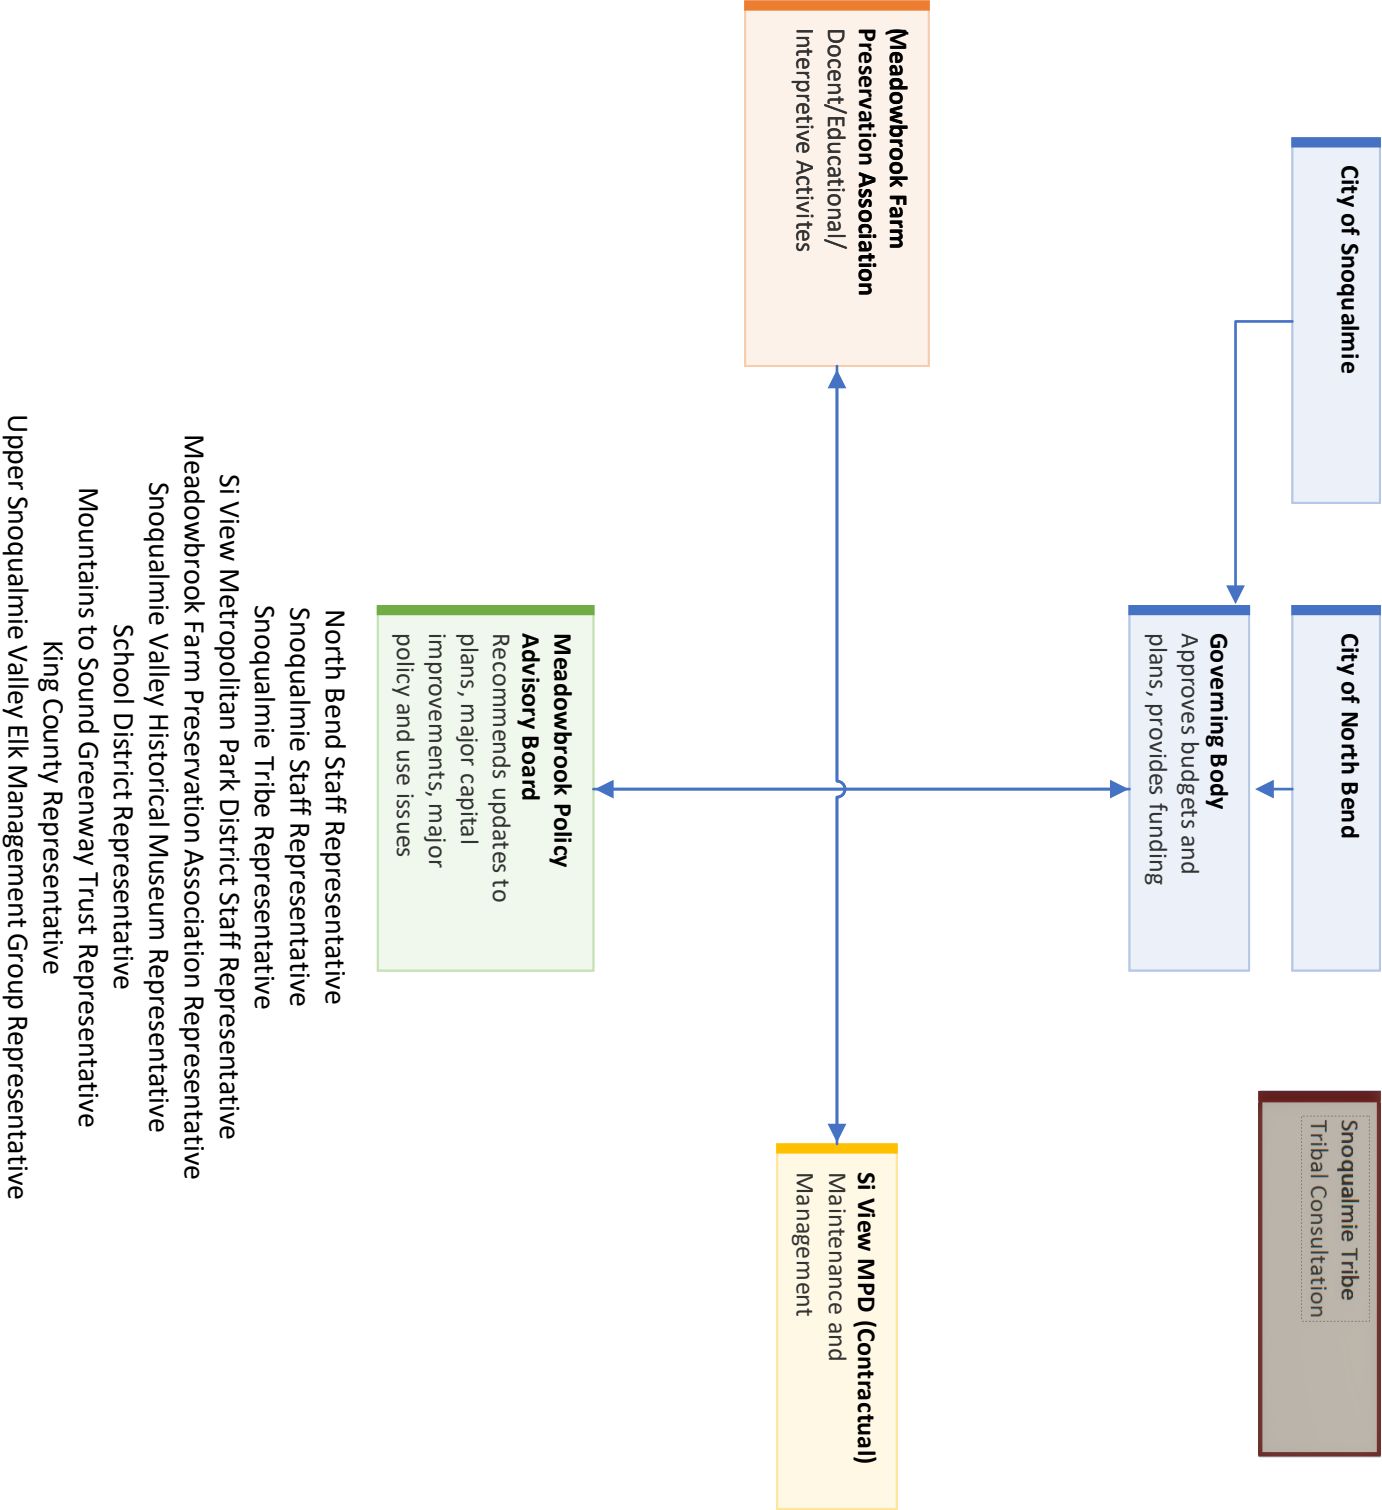 City of Snoqualmie
City of North Bend
Snoqualmie Tribe
Tribal Consultation
Governing Body
Approves budgets and
plans, provides funding
(Meadowbrook Farm
Preservation Association
Docent/Educational/
Interpretive Activites
Si View MPD (Contractual)
Maintenance and
Management
Meadowbrook Policy
Advisory Board
Recommends updates to
plans, major capital
improvements, major
policy and use issues
North Bend Staff Representative
Snoqualmie Staff Representative
Snoqualmie Tribe Representative
Si View Metropolitan Park District Staff Representative
Meadowbrook Farm Preservation Association Representative
Snoqualmie Valley Historical Museum Representative
School District Representative
Mountains to Sound Greenway Trust Representative
King County Representative
Upper Snoqualmie Valley Elk Management Group Representative